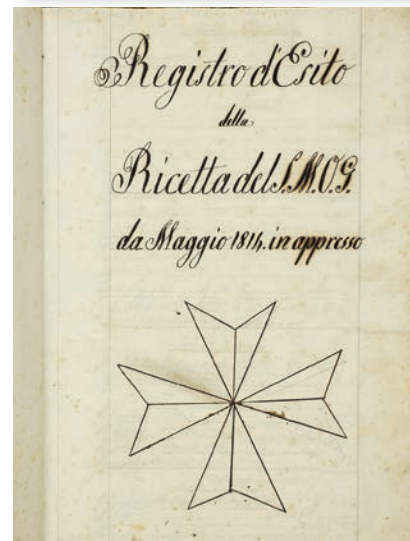 Registro d'Esito
della
Ricetta del S.M.O.G.
da Maggio 1814. in appresso